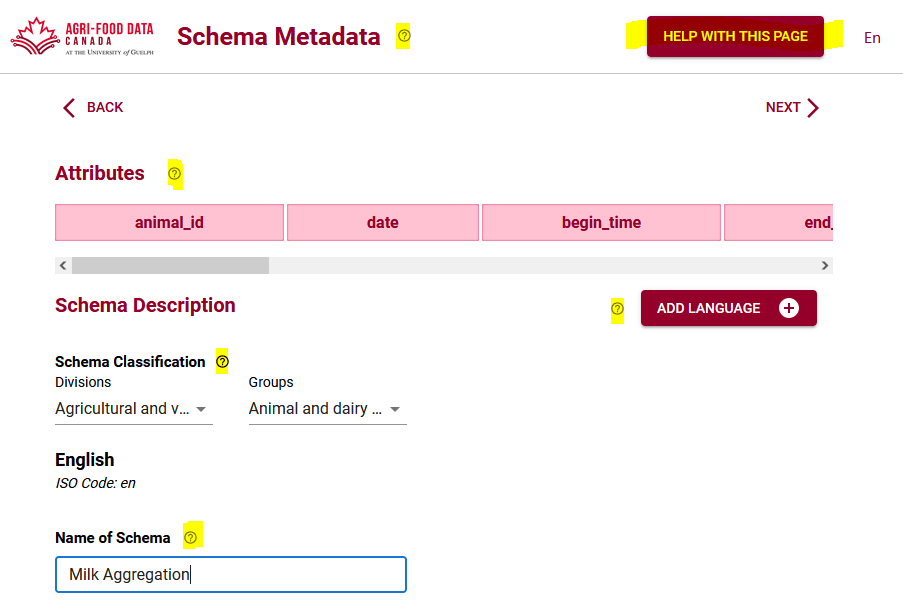 AGRI-FOOD DATA
CANADA
AT THE UNIVERSITY of GUELPH
Schema Metadata
HELP WITH THIS PAGE
En
BACK
NEXT
Attributes
animal_id
date
begin_time
end_
Schema Description
ADD LANGUAGE
Schema Classification
Divisions
Groups
Agricultural and v...
Animal and dairy ...
English
ISO Code: en
Name of Schema
Milk Aggregation